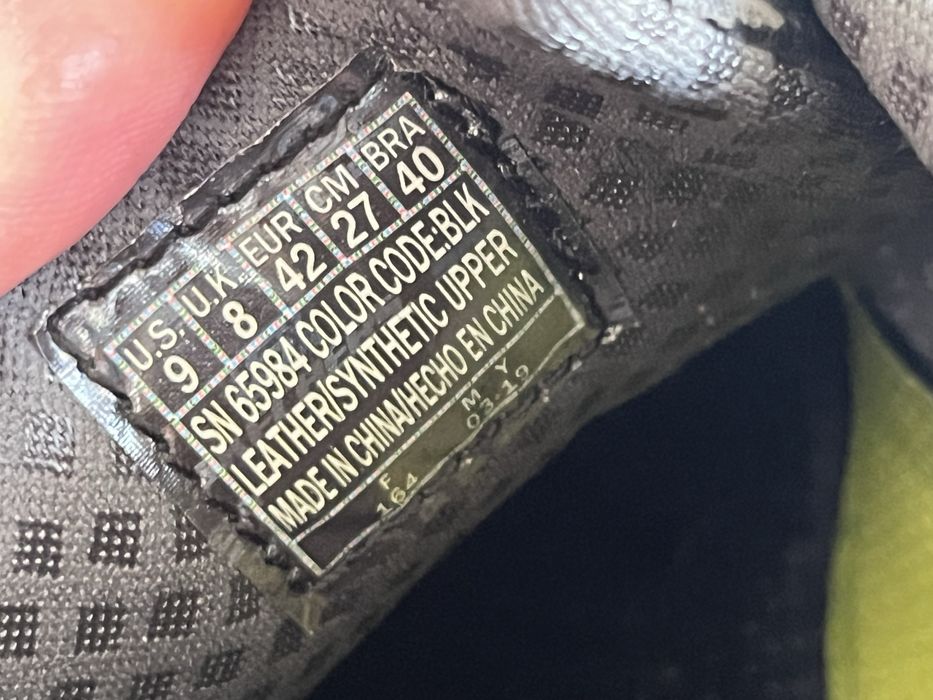 U.S. U.K. EUR CM BRA
9 8 42 27 40
SN 65984 COLOR CODE:BLK
LEATHER/SYNTHETIC UPPER
MADE IN CHINA/HECHO EN CHINA
F M Y
164 03-19